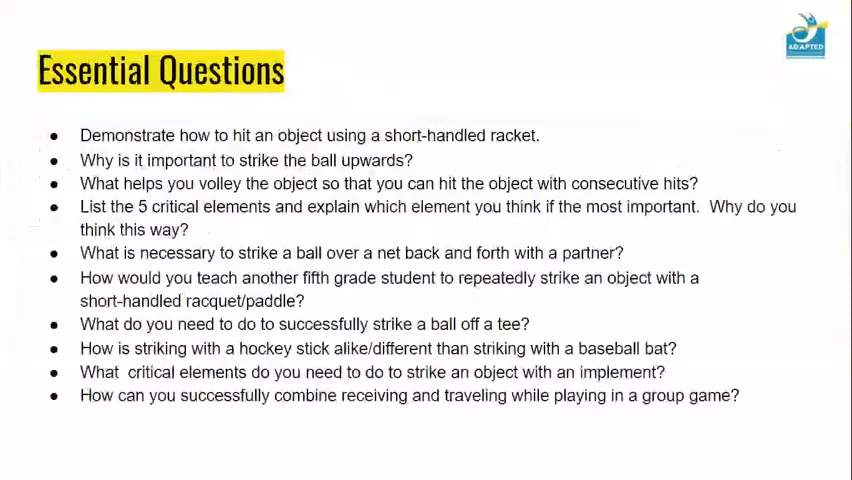 ADAPTED
Essential Questions
● Demonstrate how to hit an object using a short-handled racket.
● Why is it important to strike the ball upwards?
● What helps you volley the object so that you can hit the object with consecutive hits?
● List the 5 critical elements and explain which element you think if the most important.  Why do you
think this way?
● What is necessary to strike a ball over a net back and forth with a partner?
● How would you teach another fifth grade student to repeatedly strike an object with a
short-handled racquet/paddle?
● What do you need to do to successfully strike a ball off a tee?
● How is striking with a hockey stick alike/different than striking with a baseball bat?
● What  critical elements do you need to do to strike an object with an implement?
● How can you successfully combine receiving and traveling while playing in a group game?